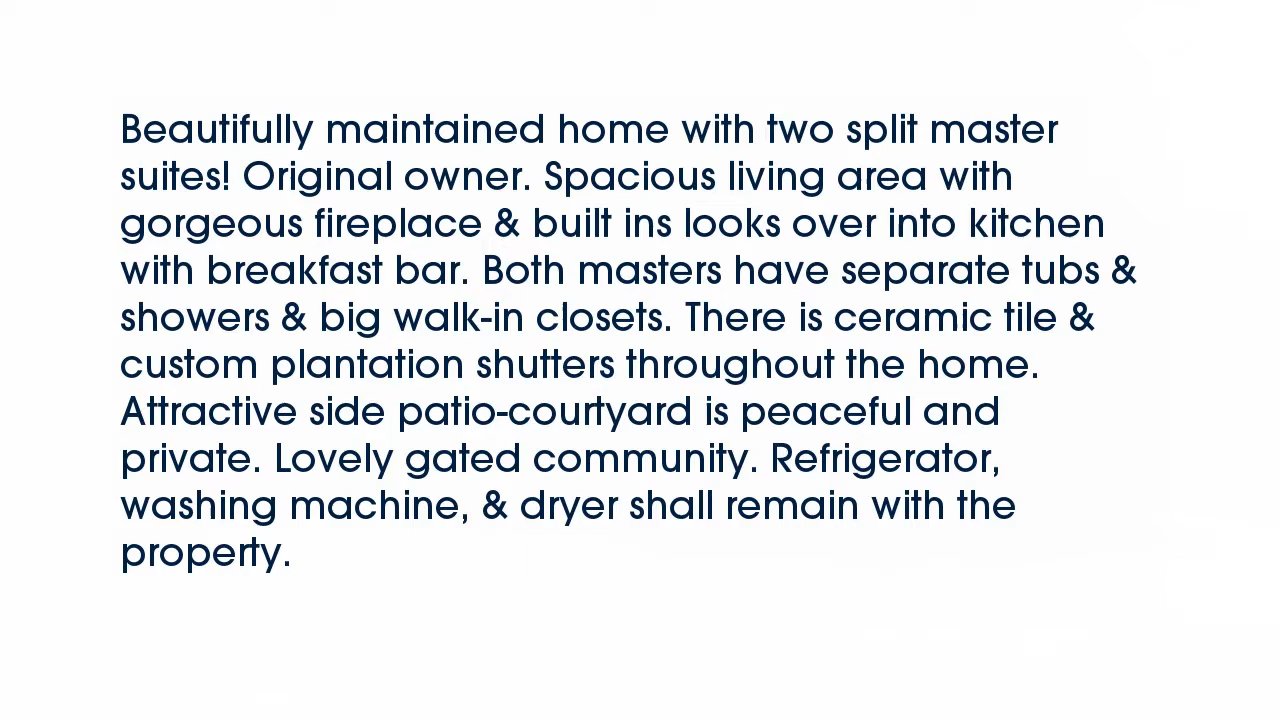 Beautifully maintained home with two split master
suites! Original owner. Spacious living area with
gorgeous fireplace & built ins looks over into kitchen
with breakfast bar. Both masters have separate tubs &
showers & big walk-in closets. There is ceramic tile &
custom plantation shutters throughout the home.
Attractive side patio-courtyard is peaceful and
private. Lovely gated community. Refrigerator,
washing machine, & dryer shall remain with the
property.